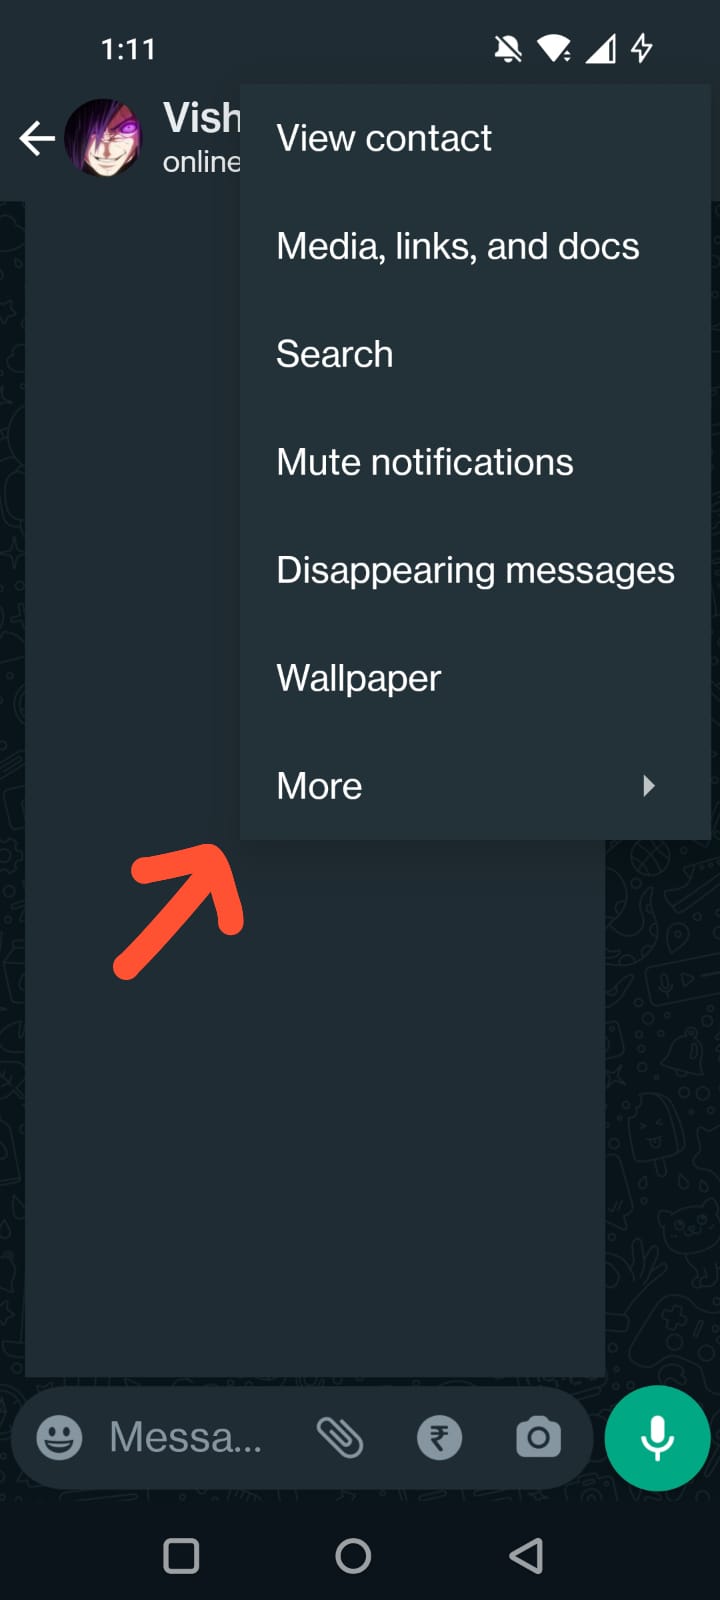 1:11
Vish
online
View contact
Media, links, and docs
Search
Mute notifications
Disappearing messages
Wallpaper
More
Messa...
₹